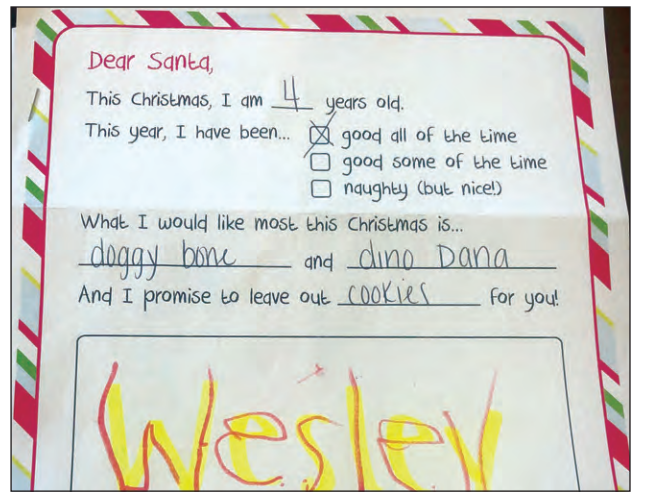 Dear Santa,
This Christmas, I am 4 years old.
This year, I have been... ☒ good all of the time
☐ good some of the time
☐ naughty (but nice!)
What I would like most this Christmas is...
doggy bone and dino Dana
And I promise to leave out cookies for you!
Wesley